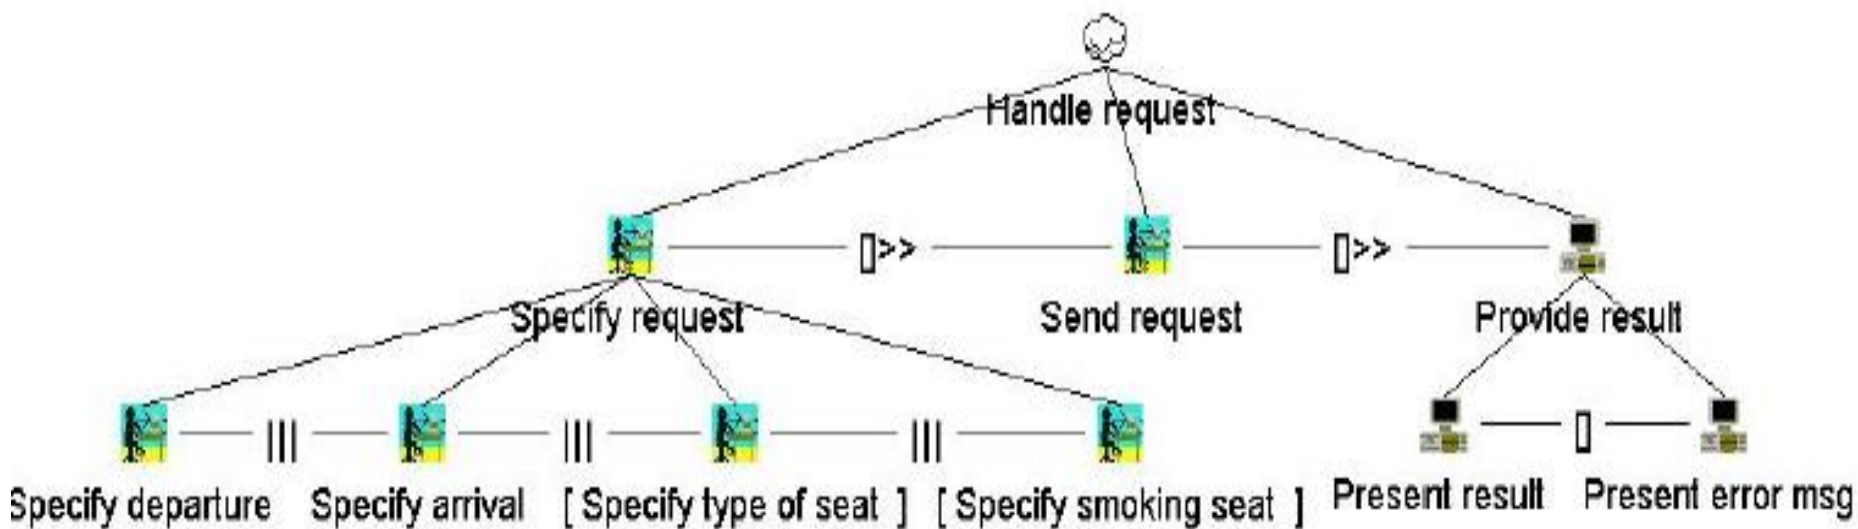 Handle request
[]>>
[]>>
Specify request
Send request
Provide result
|||
|||
|||
[]
Specify departure
Specify arrival
[ Specify type of seat ]
[ Specify smoking seat ]
Present result
Present error msg